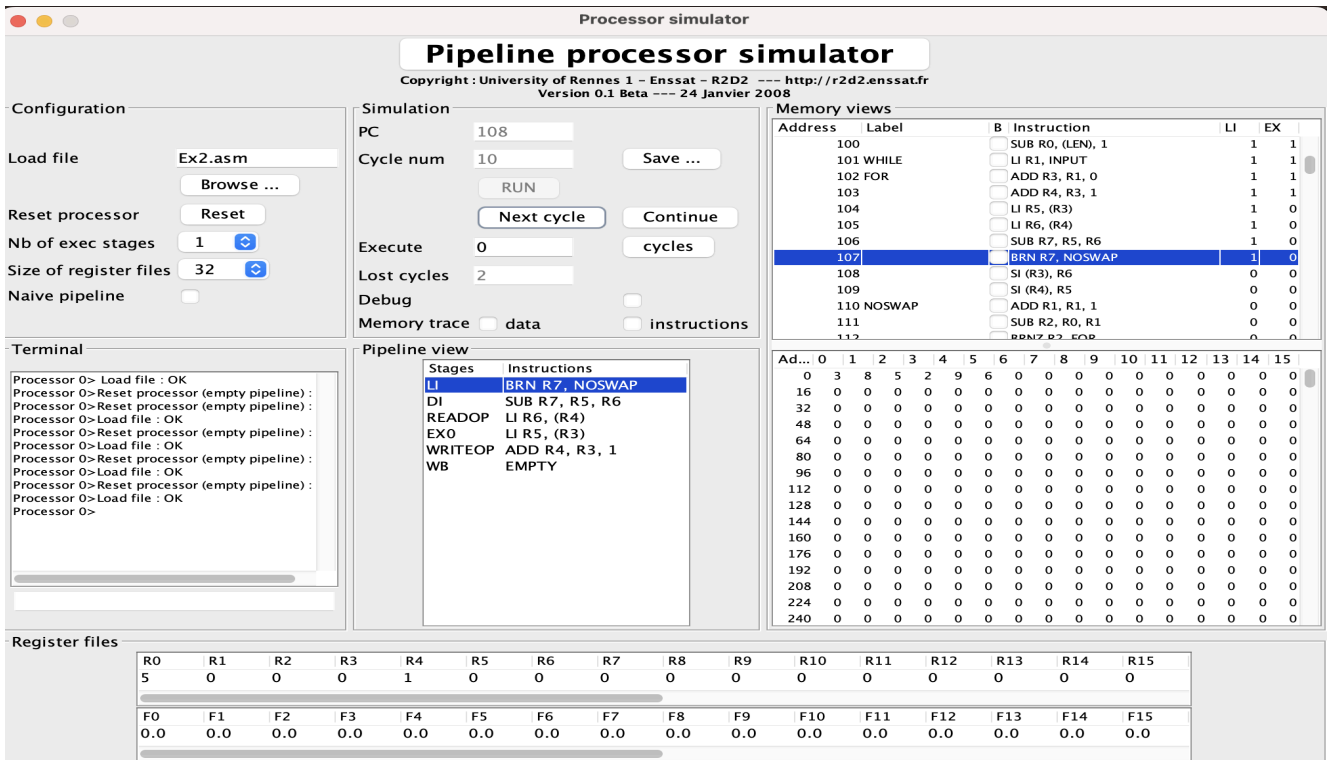 Processor simulator
Pipeline processor simulator
Copyright : University of Rennes 1 - Enssat - R2D2 --- http://r2d2.enssat.fr
Version 0.1 Beta --- 24 Janvier 2008
Configuration
Load file Ex2.asm
Browse ...
Reset processor Reset
Nb of exec stages 1
Size of register files 32
Naive pipeline
Simulation
PC 108
Cycle num 10 Save ...
RUN
Next cycle Continue
Execute 0 cycles
Lost cycles 2
Debug
Memory trace data instructions
Memory views
Address Label B Instruction LI EX
100 SUB R0, (LEN), 1 1 1
101 WHILE LI R1, INPUT 1 1
102 FOR ADD R3, R1, 0 1 1
103 ADD R4, R3, 1 1 1
104 LI R5, (R3) 1 0
105 LI R6, (R4) 1 0
106 SUB R7, R5, R6 1 0
107 BRN R7, NOSWAP 1 0
108 SI (R3), R6 0 0
109 SI (R4), R5 0 0
110 NOSWAP ADD R1, R1, 1 0 0
111 SUB R2, R0, R1 0 0
112 BRNZ R2, FOR 0 0
Terminal
Processor 0> Load file : OK
Processor 0>Reset processor (empty pipeline) :
Processor 0>Reset processor (empty pipeline) :
Processor 0>Load file : OK
Processor 0>Reset processor (empty pipeline) :
Processor 0>Load file : OK
Processor 0>Reset processor (empty pipeline) :
Processor 0>Load file : OK
Processor 0>Reset processor (empty pipeline) :
Processor 0>Load file : OK
Processor 0>
Pipeline view
Stages Instructions
LI BRN R7, NOSWAP
DI SUB R7, R5, R6
READOP LI R6, (R4)
EX0 LI R5, (R3)
WRITEOP ADD R4, R3, 1
WB EMPTY
Ad... 0 1 2 3 4 5 6 7 8 9 10 11 12 13 14 15
0 3 8 5 2 9 6 0 0 0 0 0 0 0 0 0 0
16 0 0 0 0 0 0 0 0 0 0 0 0 0 0 0 0
32 0 0 0 0 0 0 0 0 0 0 0 0 0 0 0 0
48 0 0 0 0 0 0 0 0 0 0 0 0 0 0 0 0
64 0 0 0 0 0 0 0 0 0 0 0 0 0 0 0 0
80 0 0 0 0 0 0 0 0 0 0 0 0 0 0 0 0
96 0 0 0 0 0 0 0 0 0 0 0 0 0 0 0 0
112 0 0 0 0 0 0 0 0 0 0 0 0 0 0 0 0
128 0 0 0 0 0 0 0 0 0 0 0 0 0 0 0 0
144 0 0 0 0 0 0 0 0 0 0 0 0 0 0 0 0
160 0 0 0 0 0 0 0 0 0 0 0 0 0 0 0 0
176 0 0 0 0 0 0 0 0 0 0 0 0 0 0 0 0
192 0 0 0 0 0 0 0 0 0 0 0 0 0 0 0 0
208 0 0 0 0 0 0 0 0 0 0 0 0 0 0 0 0
224 0 0 0 0 0 0 0 0 0 0 0 0 0 0 0 0
240 0 0 0 0 0 0 0 0 0 0 0 0 0 0 0 0
Register files
R0 R1 R2 R3 R4 R5 R6 R7 R8 R9 R10 R11 R12 R13 R14 R15
5 0 0 0 1 0 0 0 0 0 0 0 0 0 0 0
F0 F1 F2 F3 F4 F5 F6 F7 F8 F9 F10 F11 F12 F13 F14 F15
0.0 0.0 0.0 0.0 0.0 0.0 0.0 0.0 0.0 0.0 0.0 0.0 0.0 0.0 0.0 0.0